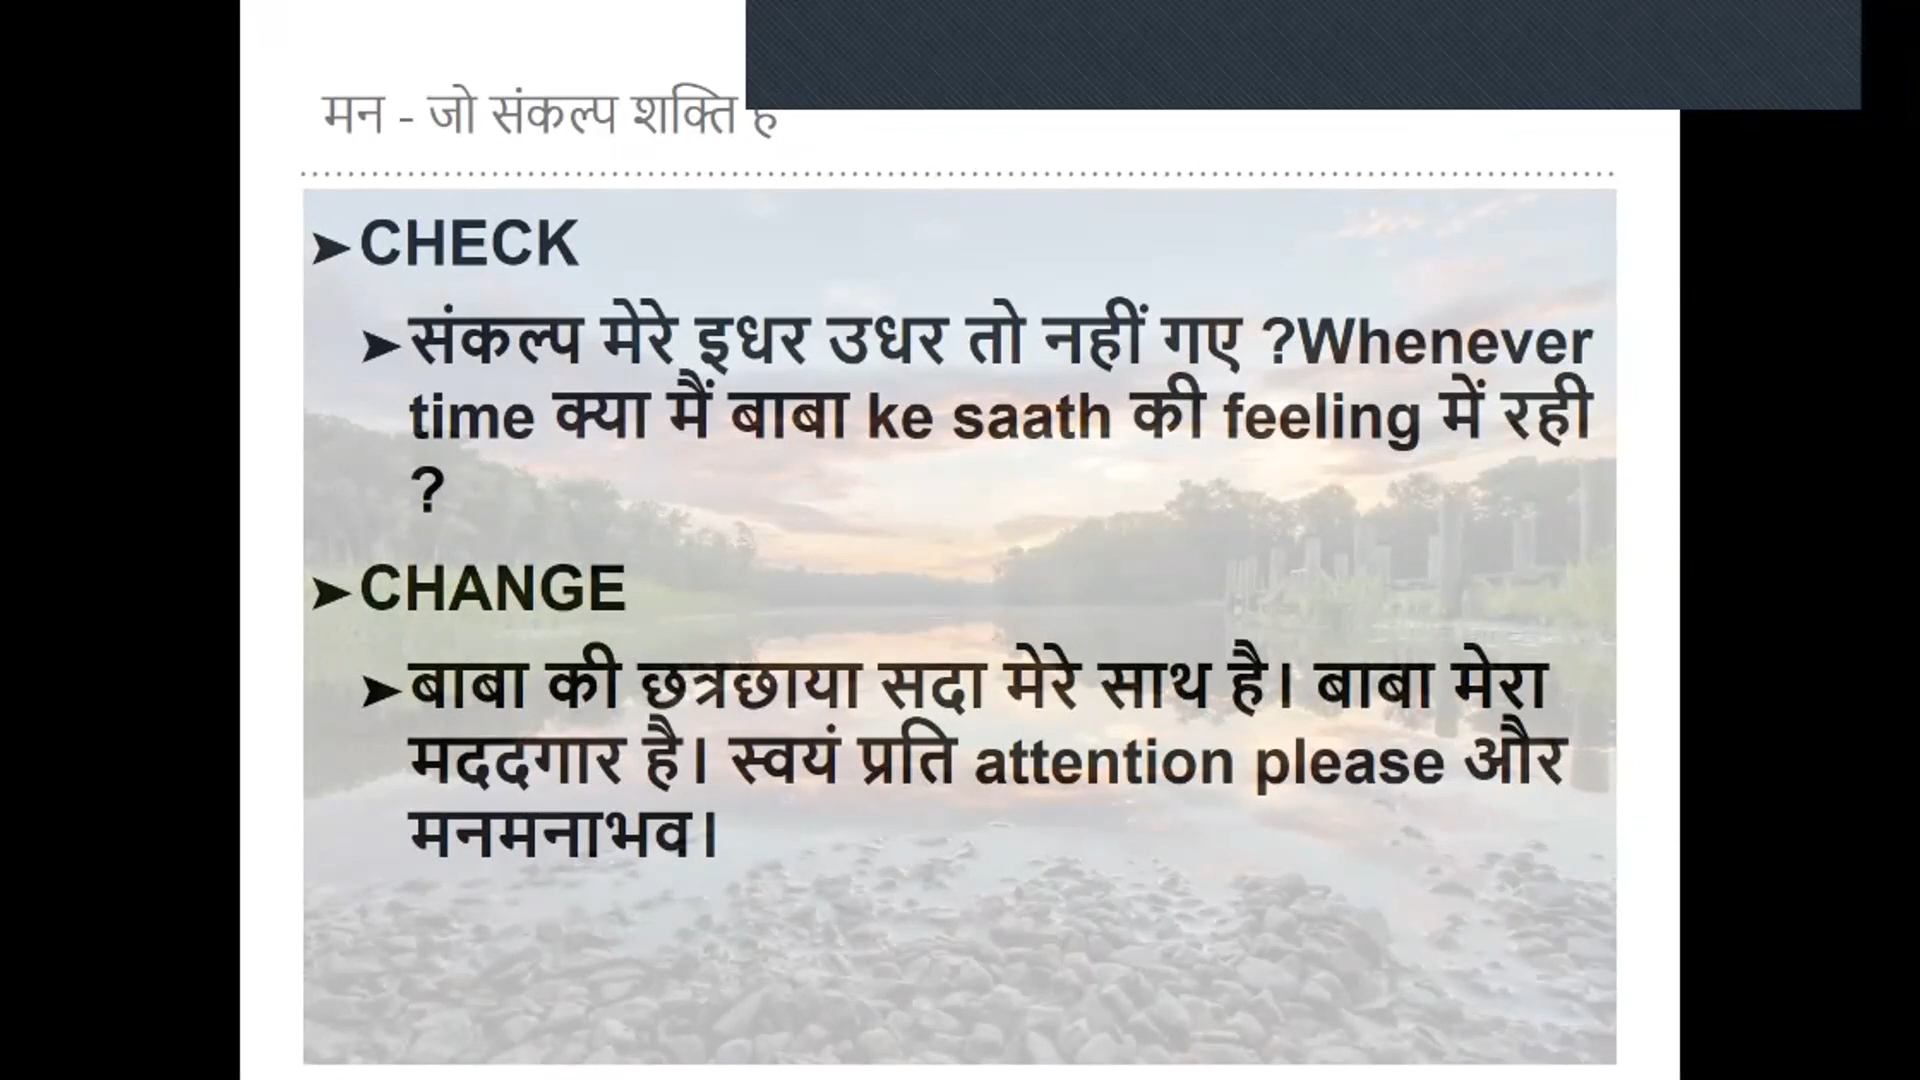 मन - जो संकल्प शक्ति
➤CHECK
➤संकल्प मेरे इधर उधर तो नहीं गए ?Whenever
time क्या मैं बाबा ke saath की feeling में रही
?
➤CHANGE
➤बाबा की छत्रछाया सदा मेरे साथ है। बाबा मेरा
मददगार है। स्वयं प्रति attention please और
मनमनाभव।